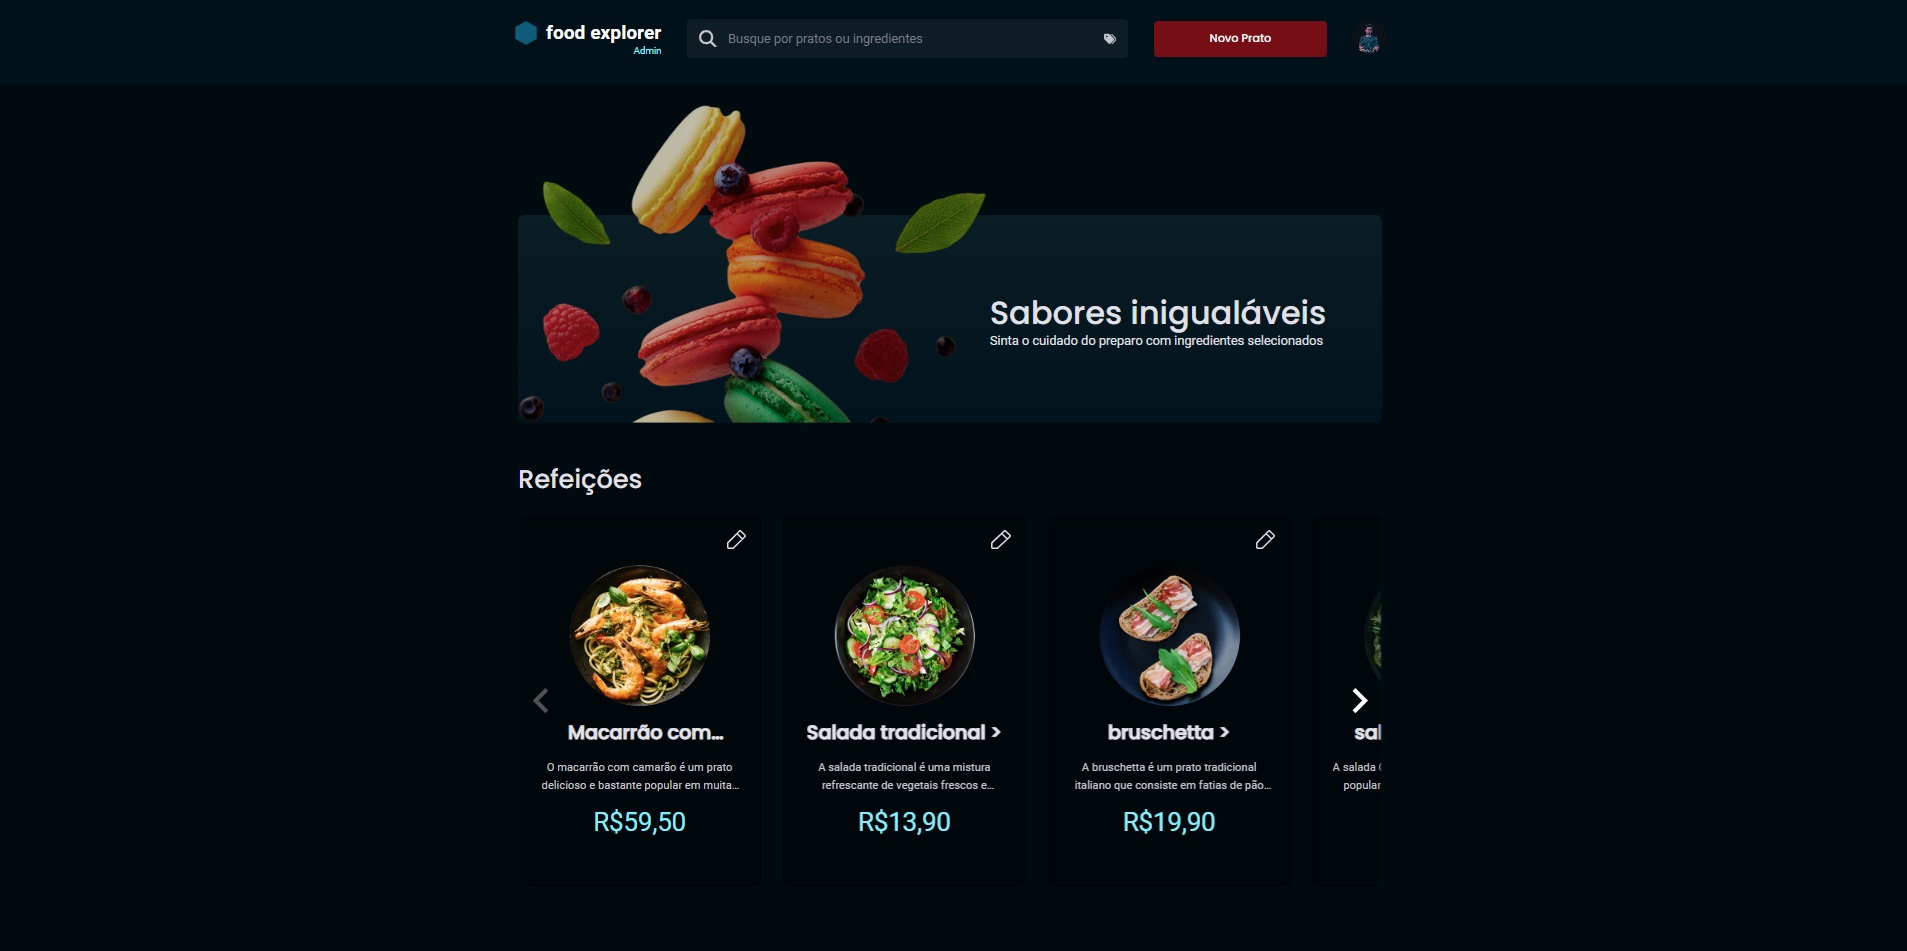 food explorer
Admin
Busque por pratos ou ingredientes
Novo Prato
Sabores inigualáveis
Sinta o cuidado do preparo com ingredientes selecionados
Refeições
Macarrão com...
O macarrão com camarão é um prato
delicioso e bastante popular em muita...
R$59,50
Salada tradicional >
A salada tradicional é uma mistura
refrescante de vegetais frescos e...
R$13,90
bruschetta >
A bruschetta é um prato tradicional
italiano que consiste em fatias de pão...
R$19,90
sal
A salada
popular